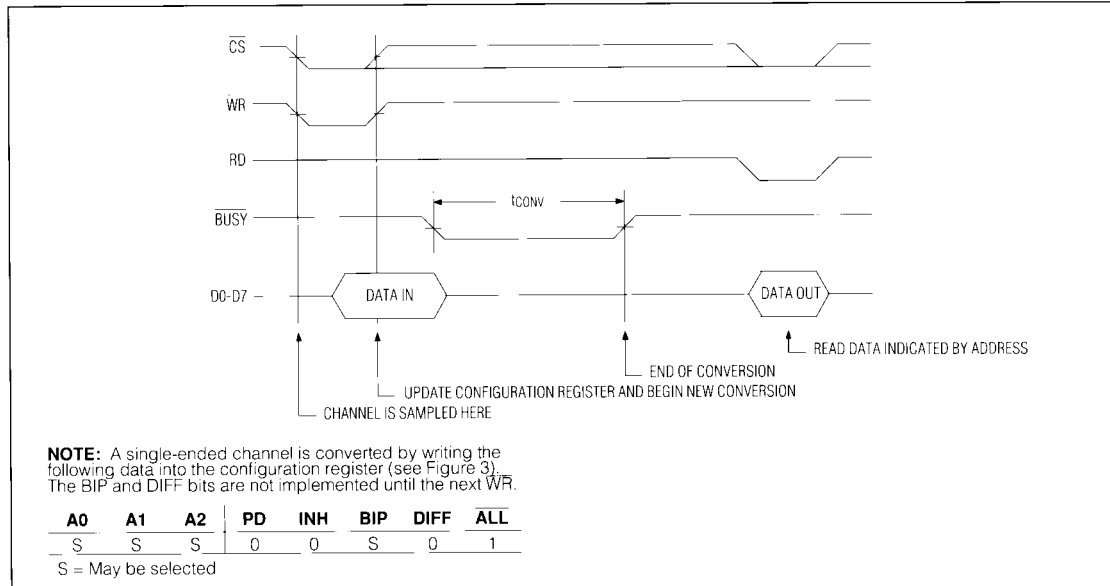 CS
WR
RD
BUSY
tCONV
D0-D7
DATA IN
DATA OUT
READ DATA INDICATED BY ADDRESS
END OF CONVERSION
UPDATE CONFIGURATION REGISTER AND BEGIN NEW CONVERSION
CHANNEL IS SAMPLED HERE
NOTE: A single-ended channel is converted by writing the
following data into the configuration register (see Figure 3).
The BIP and DIFF bits are not implemented until the next WR.
A0 A1 A2 PD INH BIP DIFF ALL
S S S 0 0 S 0 1
S = May be selected